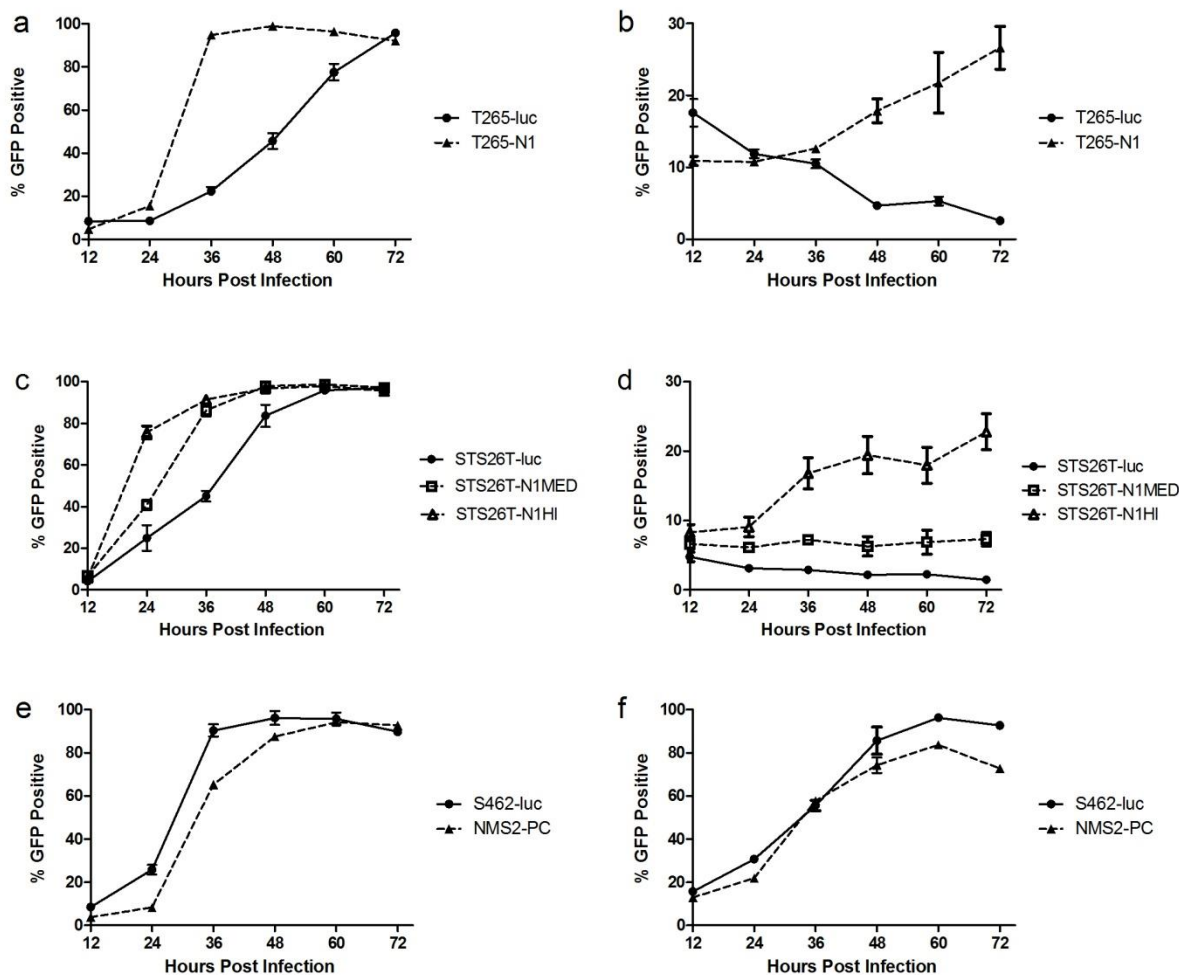 a
% GFP Positive
100
80
60
40
20
0
12 24 36 48 60 72
Hours Post Infection
T265-luc
T265-N1
b
% GFP Positive
30
20
10
0
12 24 36 48 60 72
Hours Post Infection
T265-luc
T265-N1
c
% GFP Positive
100
80
60
40
20
0
12 24 36 48 60 72
Hours Post Infection
STS26T-luc
STS26T-N1MED
STS26T-N1HI
d
% GFP Positive
30
20
10
0
12 24 36 48 60 72
Hours Post Infection
STS26T-luc
STS26T-N1MED
STS26T-N1HI
e
% GFP Positive
100
80
60
40
20
0
12 24 36 48 60 72
Hours Post Infection
S462-luc
NMS2-PC
f
% GFP Positive
100
80
60
40
20
0
12 24 36 48 60 72
Hours Post Infection
S462-luc
NMS2-PC